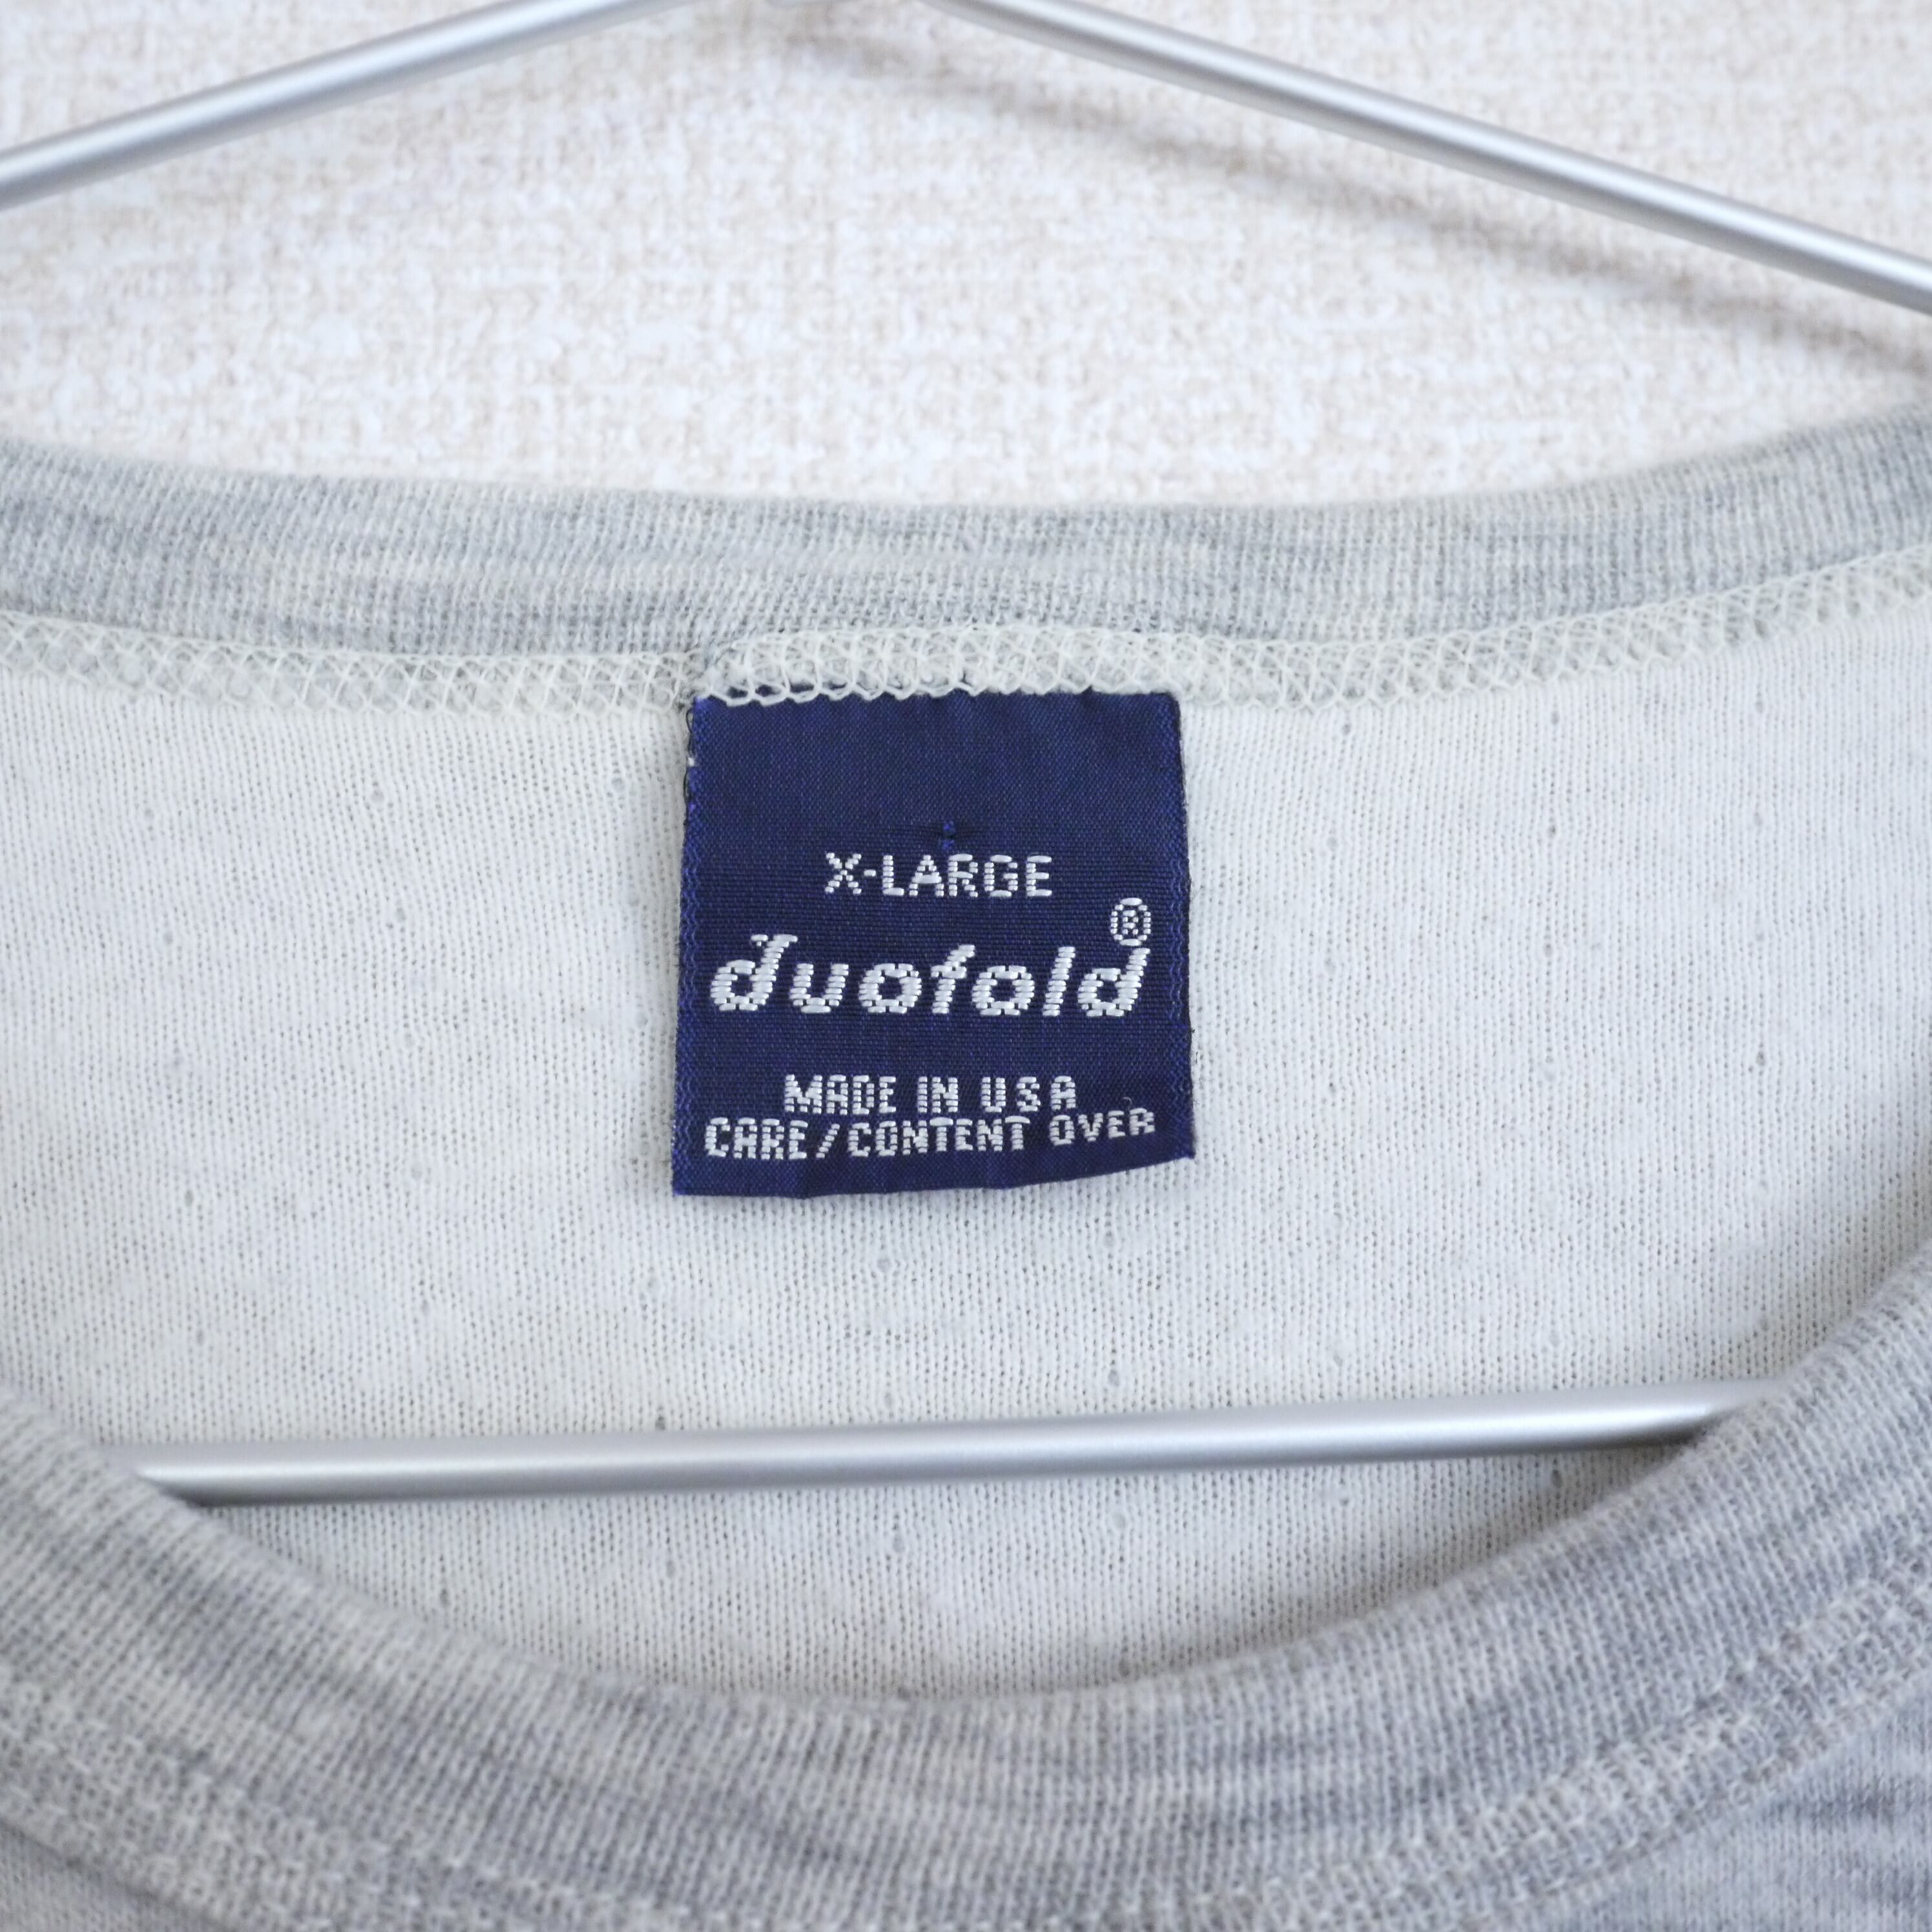 X-LARGE
duofold®
MADE IN USA
CARE/CONTENT OVER